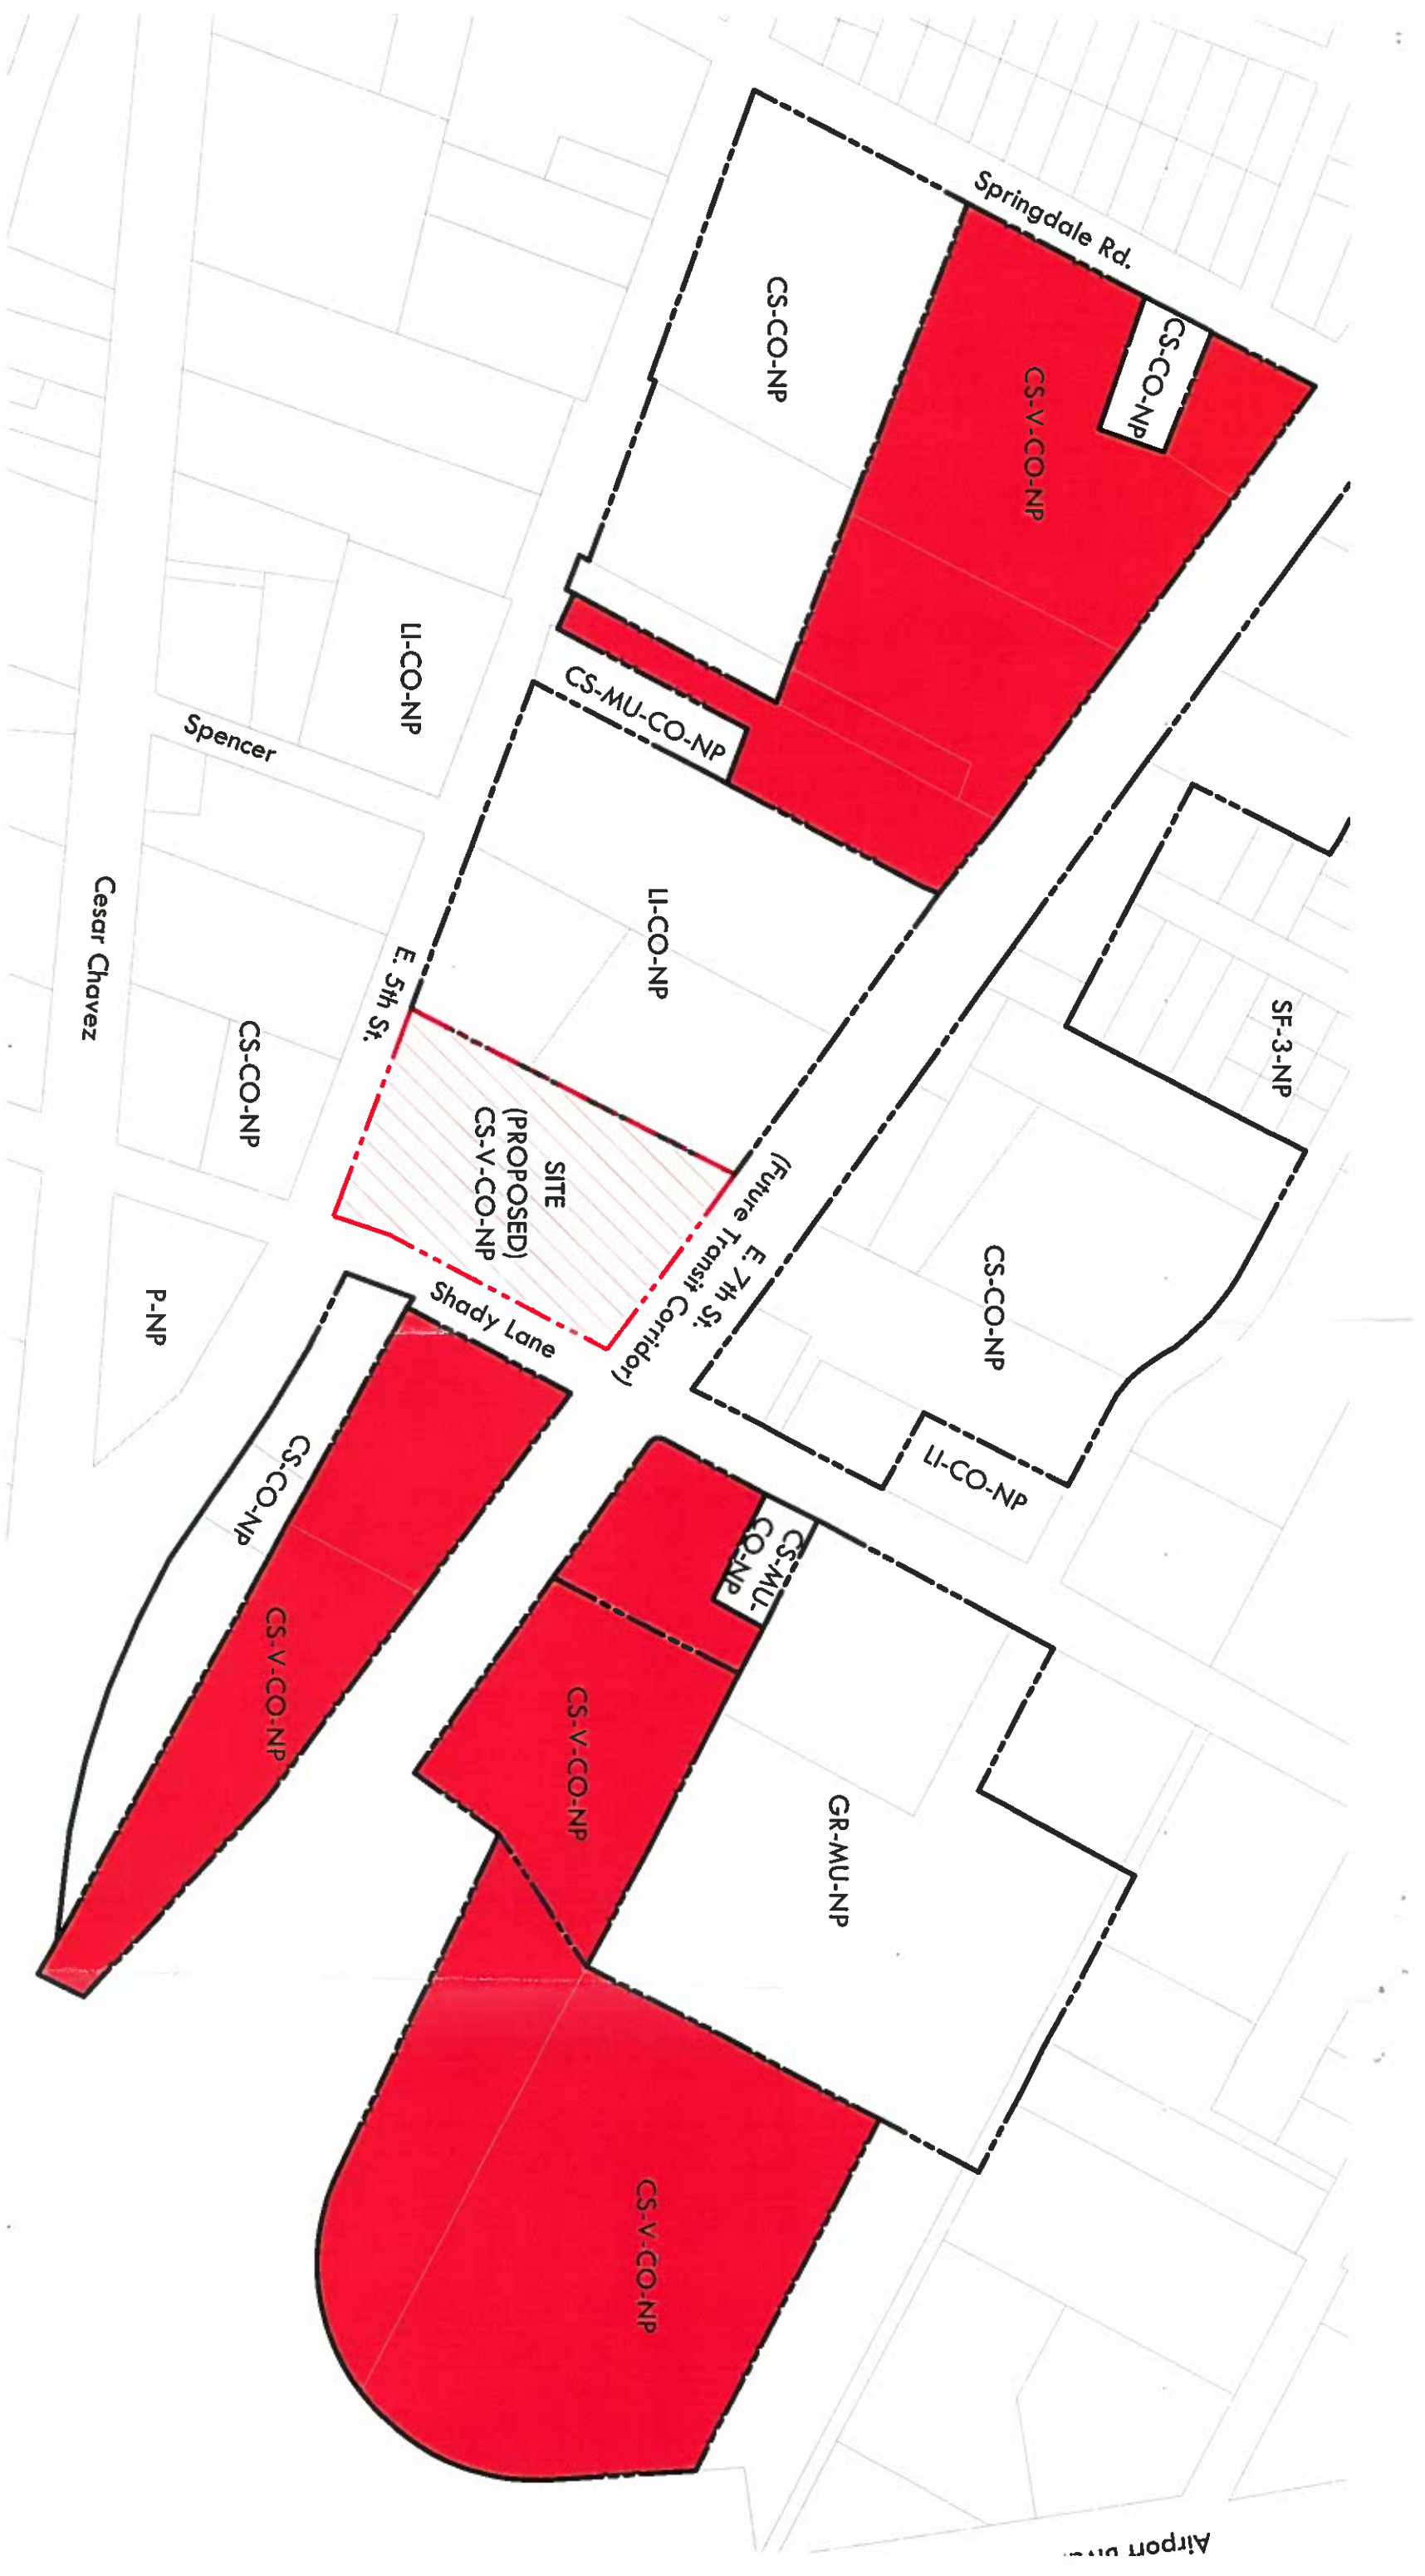 Springdale Rd.
CS-CO-NP
CS-V-CO-NP
CS-CO-NP
CS-MU-CO-NP
LI-CO-NP
Spencer
LI-CO-NP
SF-3-NP
Cesar Chavez
E. 5th St.
CS-CO-NP
SITE
(PROPOSED)
CS-V-CO-NP
E. 7th St.
(Future Transit Corridor)
CS-CO-NP
Shady Lane
P-NP
LI-CO-NP
CS-CO-NP
CS-MU-
CO-NP
CS-V-CO-NP
CS-V-CO-NP
GR-MU-NP
CS-V-CO-NP
Airport